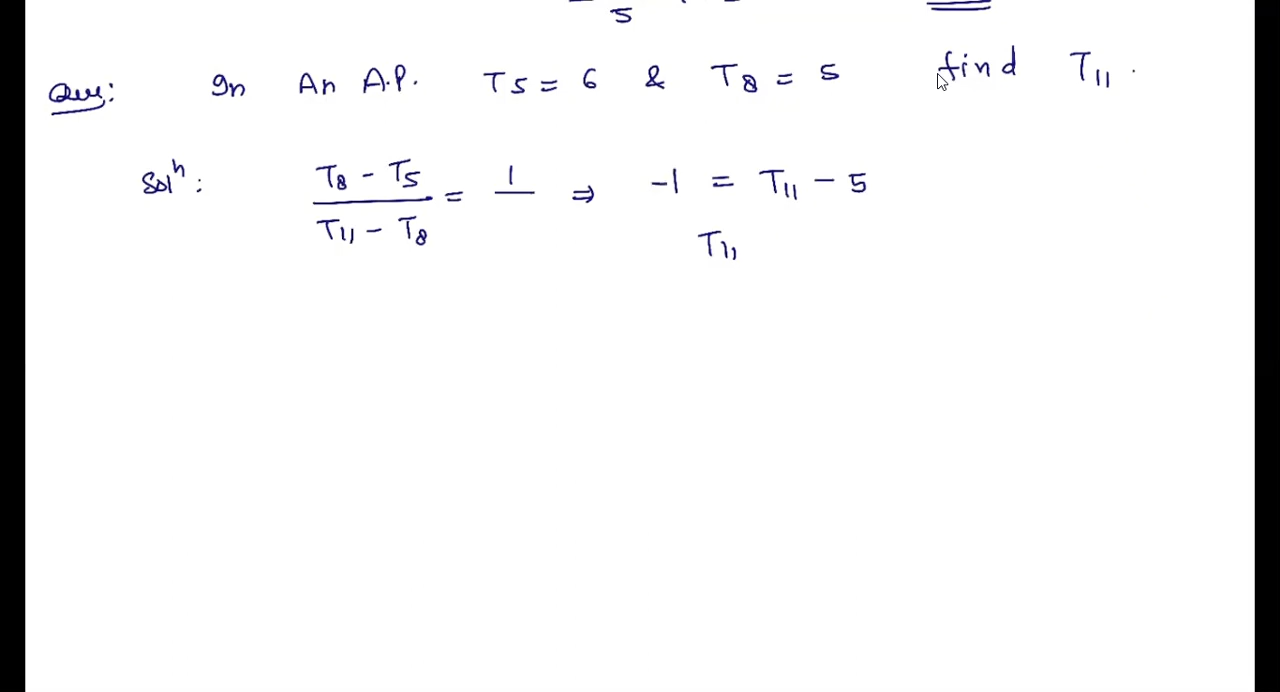 5
Que: In An A.P. T5 = 6 & T8 = 5 find T11.
Solⁿ: (T8 - T5)/(T11 - T8) = 1/ ⇒ -1 = T11 - 5
T11